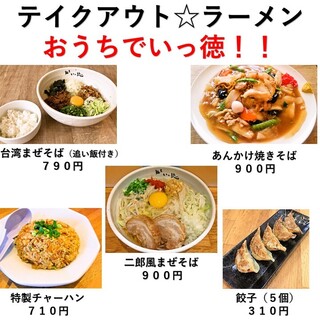 テイクアウト☆ラーメン
おうちでいっ徳！！
台湾まぜそば（追い飯付き）
７９０円
あんかけ焼きそば
９００円
二郎風まぜそば
９００円
特製チャーハン
７１０円
餃子（５個）
３１０円